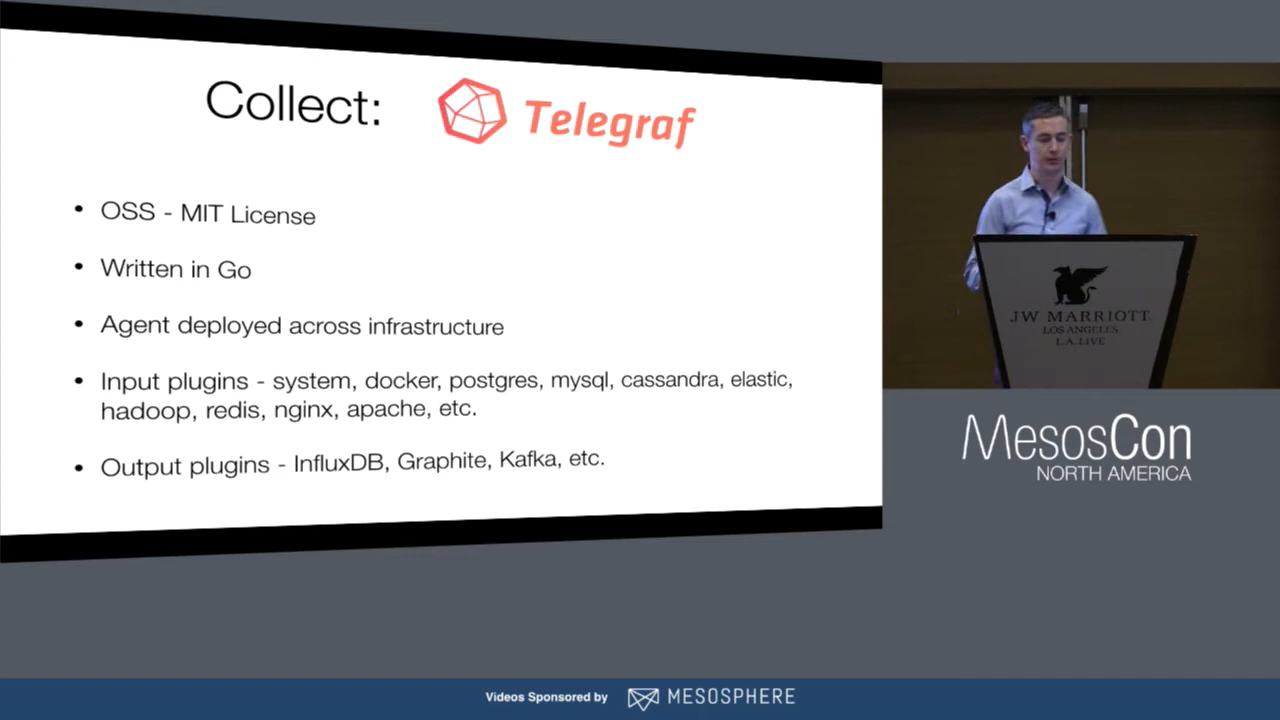 Collect:
Telegraf
• OSS - MIT License
• Written in Go
• Agent deployed across infrastructure
• Input plugins - system, docker, postgres, mysql, cassandra, elastic,
hadoop, redis, nginx, apache, etc.
• Output plugins - InfluxDB, Graphite, Kafka, etc.
JW MARRIOTT
LOS ANGELES
L.A. LIVE
MesosCon
NORTH AMERICA
Videos Sponsored by
MESOSPHERE